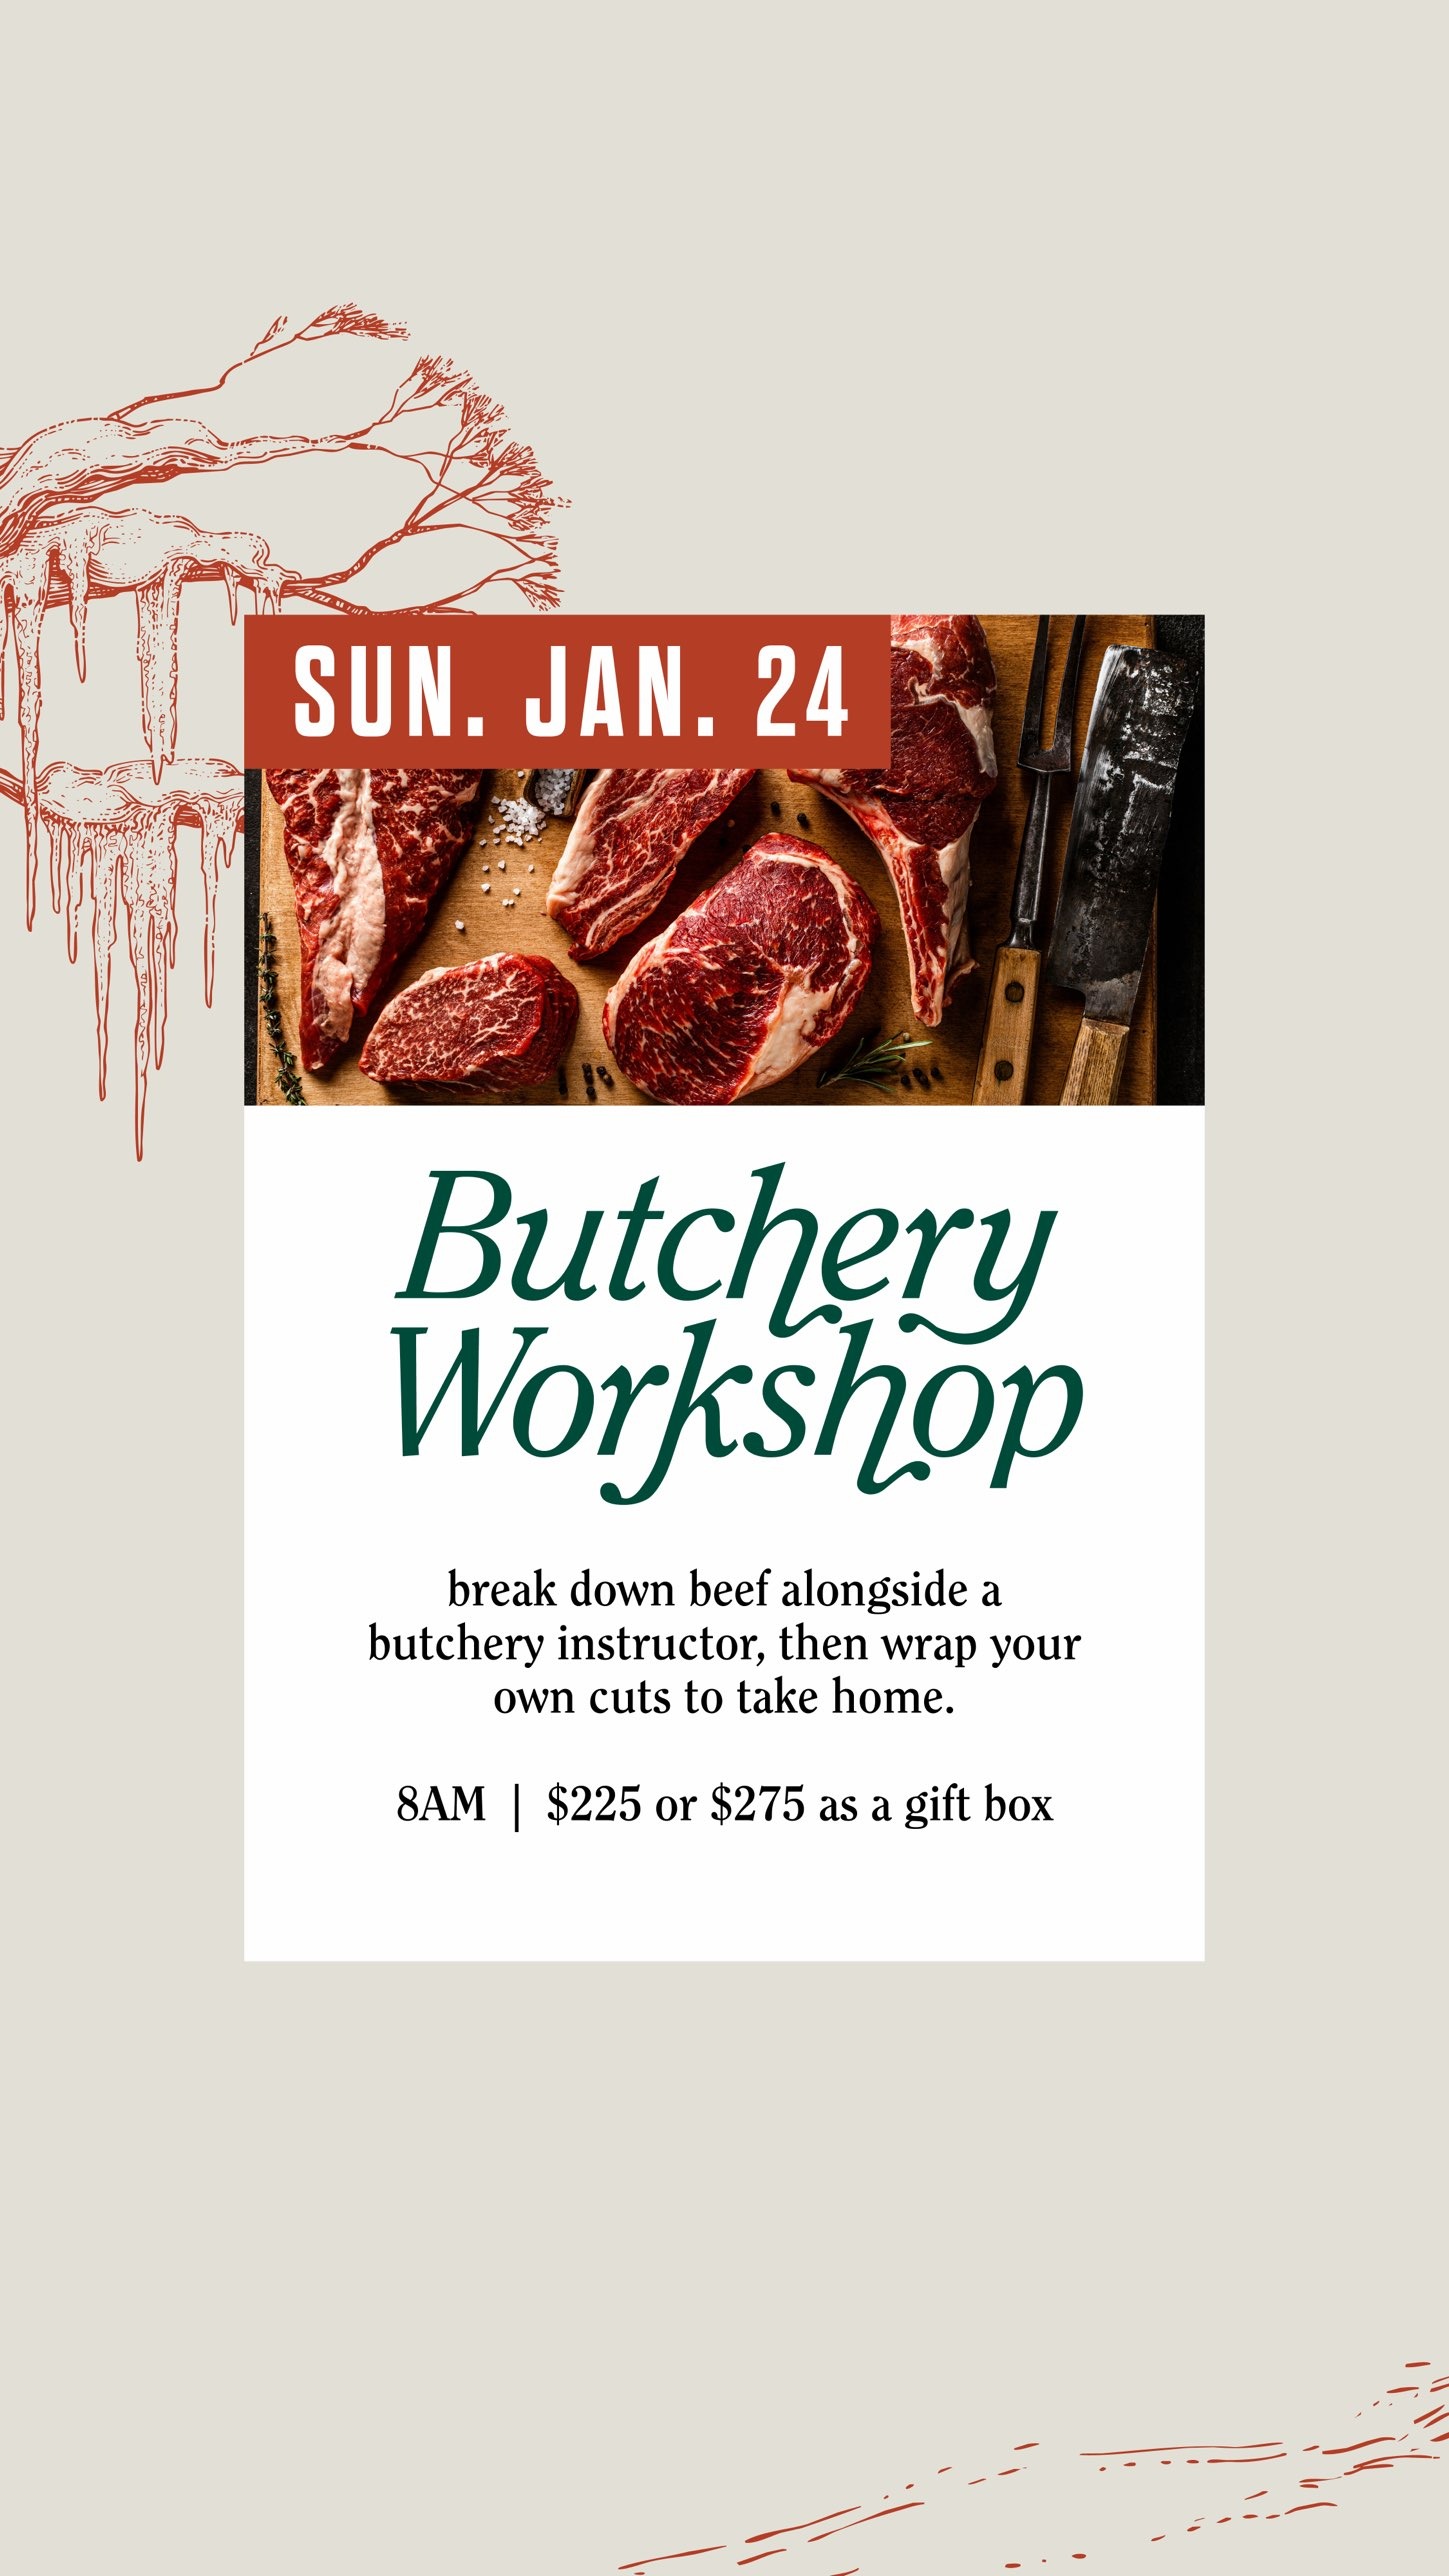 SUN. JAN. 24
Butchery
Workshop
break down beef alongside a
butchery instructor, then wrap your
own cuts to take home.
8AM | $225 or $275 as a gift box